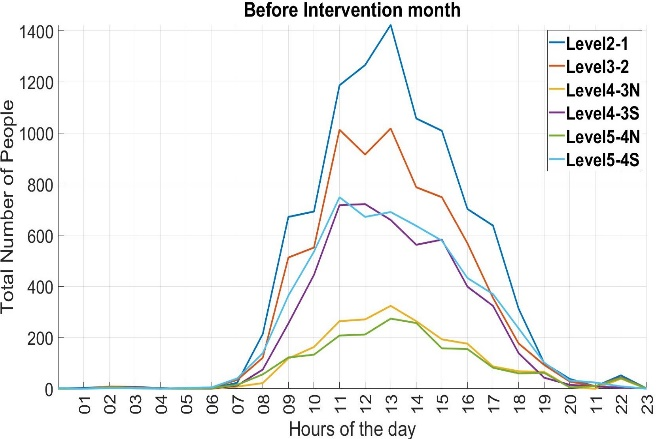 Before Intervention month
Total Number of People
1400
1200
1000
800
600
400
200
0
Level2-1
Level3-2
Level4-3N
Level4-3S
Level5-4N
Level5-4S
01 02 03 04 05 06 07 08 09 10 11 12 13 14 15 16 17 18 19 20 21 22 23
Hours of the day